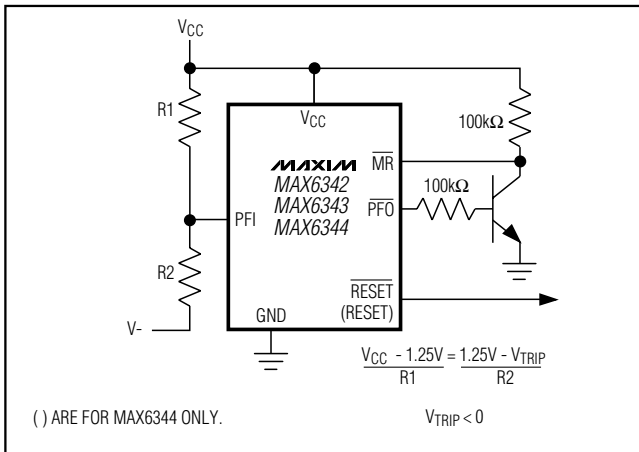 VCC
R1
VCC
100kΩ
MAXIM
MAX6342
MAX6343
MAX6344
MR
100kΩ
PFI
PFO
R2
RESET
(RESET)
V-
GND
VCC - 1.25V = 1.25V - VTRIP
R1 R2
( ) ARE FOR MAX6344 ONLY.
VTRIP < 0